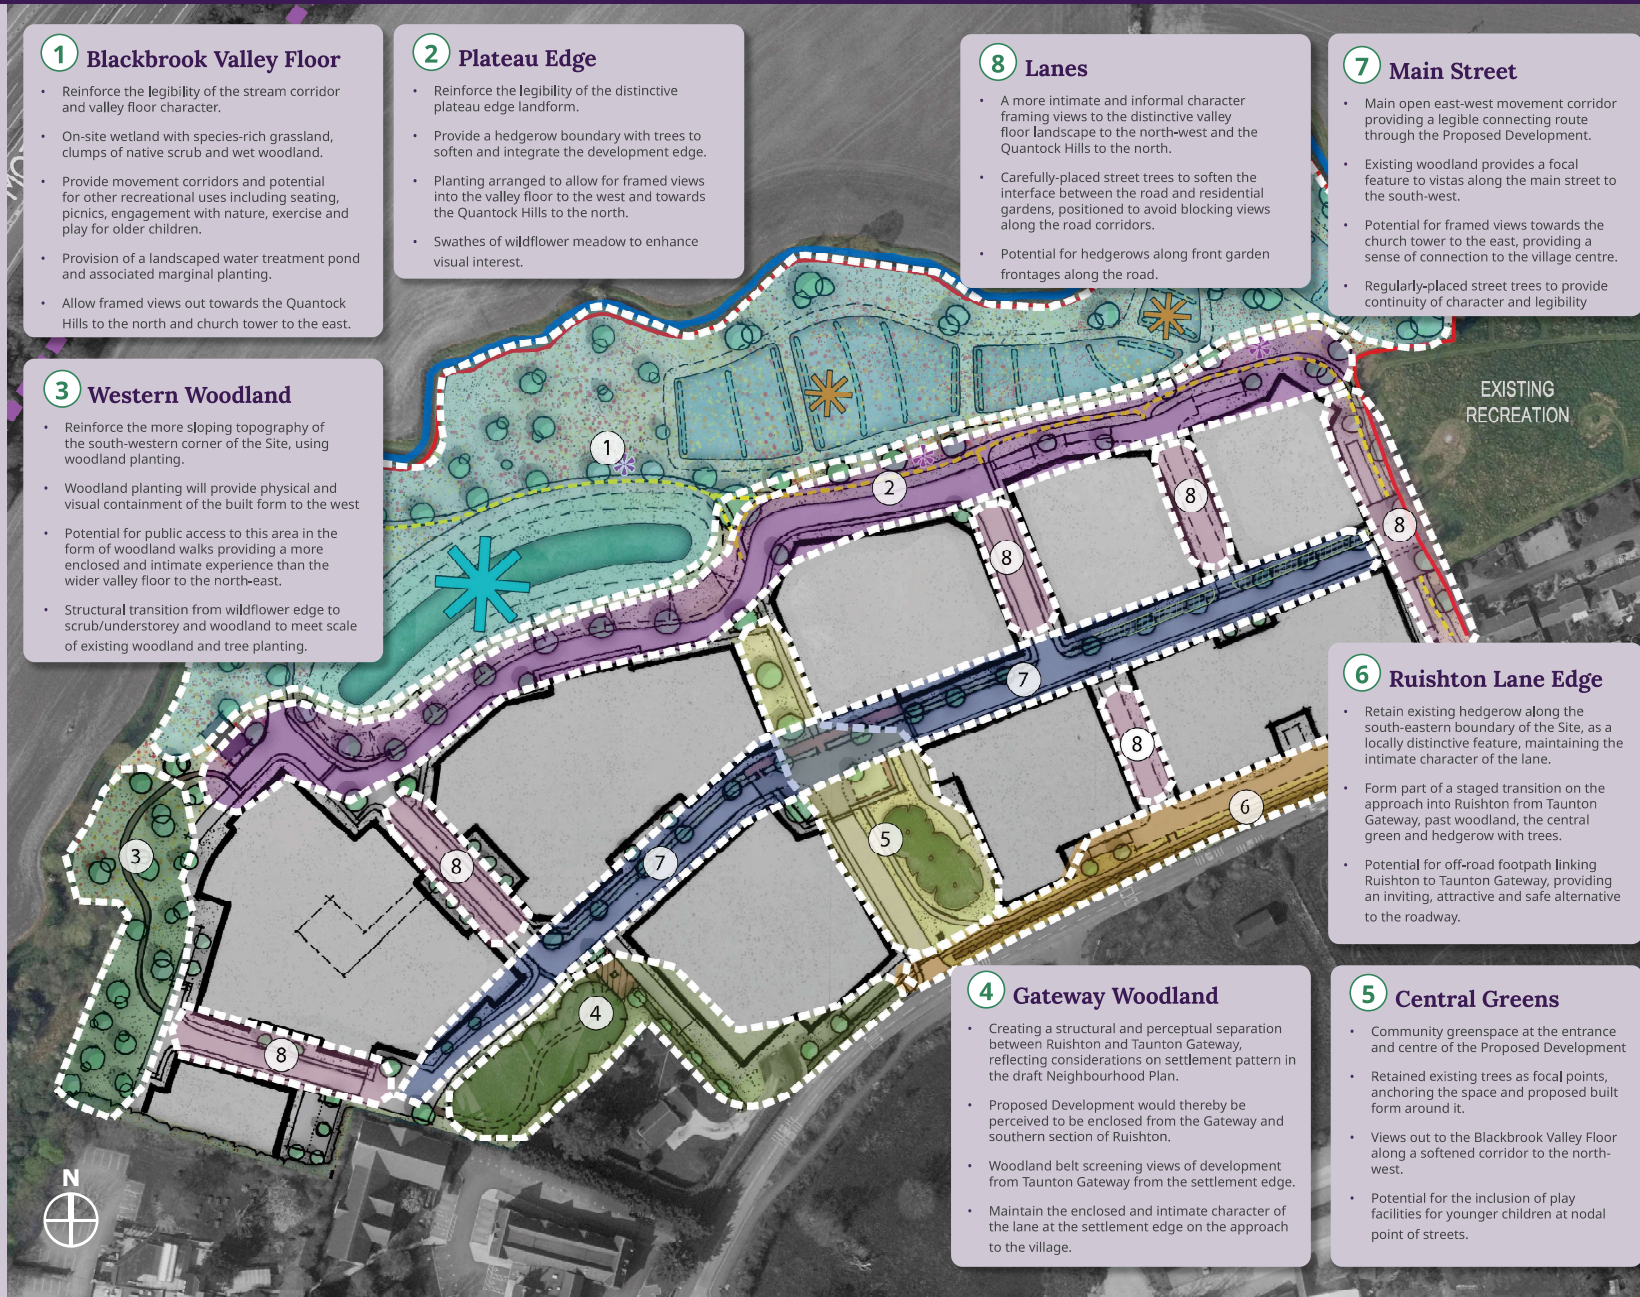 1 Blackbrook Valley Floor
• Reinforce the legibility of the stream corridor
and valley floor character.
• On-site wetland with species-rich grassland,
clumps of native scrub and wet woodland.
• Provide movement corridors and potential
for other recreational uses including seating,
picnics, engagement with nature, exercise and
play for older children.
• Provision of a landscaped water treatment pond
and associated marginal planting.
• Allow framed views out towards the Quantock
Hills to the north and church tower to the east.
2 Plateau Edge
• Reinforce the legibility of the distinctive
plateau edge landform.
• Provide a hedgerow boundary with trees to
soften and integrate the development edge.
• Planting arranged to allow for framed views
into the valley floor to the west and towards
the Quantock Hills to the north.
• Swathes of wildflower meadow to enhance
visual interest.
8 Lanes
• A more intimate and informal character
framing views to the distinctive valley
floor landscape to the north-west and the
Quantock Hills to the north.
• Carefully-placed street trees to soften the
interface between the road and residential
gardens, positioned to avoid blocking views
along the road corridors.
• Potential for hedgerows along front garden
frontages along the road.
7 Main Street
• Main open east-west movement corridor
providing a legible connecting route
through the Proposed Development.
• Existing woodland provides a focal
feature to vistas along the main street to
the south-west.
• Potential for framed views towards the
church tower to the east, providing a
sense of connection to the village centre.
• Regularly-placed street trees to provide
continuity of character and legibility
3 Western Woodland
• Reinforce the more sloping topography of
the south-western corner of the Site, using
woodland planting.
• Woodland planting will provide physical and
visual containment of the built form to the west
• Potential for public access to this area in the
form of woodland walks providing a more
enclosed and intimate experience than the
wider valley floor to the north-east.
• Structural transition from wildflower edge to
scrub/understorey and woodland to meet scale
of existing woodland and tree planting.
EXISTING
RECREATION
1
2
8
8
8
7
8
6
5
7
8
3
4
8
6 Ruishton Lane Edge
• Retain existing hedgerow along the
south-eastern boundary of the Site, as a
locally distinctive feature, maintaining the
intimate character of the lane.
• Form part of a staged transition on the
approach into Ruishton from Taunton
Gateway, past woodland, the central
green and hedgerow with trees.
• Potential for off-road footpath linking
Ruishton to Taunton Gateway, providing
an inviting, attractive and safe alternative
to the roadway.
4 Gateway Woodland
• Creating a structural and perceptual separation
between Ruishton and Taunton Gateway,
reflecting considerations on settlement pattern in
the draft Neighbourhood Plan.
• Proposed Development would thereby be
perceived to be enclosed from the Gateway and
southern section of Ruishton.
• Woodland belt screening views of development
from Taunton Gateway from the settlement edge.
• Maintain the enclosed and intimate character of
the lane at the settlement edge on the approach
to the village.
5 Central Greens
• Community greenspace at the entrance
and centre of the Proposed Development
• Retained existing trees as focal points,
anchoring the space and proposed built
form around it.
• Views out to the Blackbrook Valley Floor
along a softened corridor to the north-
west.
• Potential for the inclusion of play
facilities for younger children at nodal
point of streets.
N